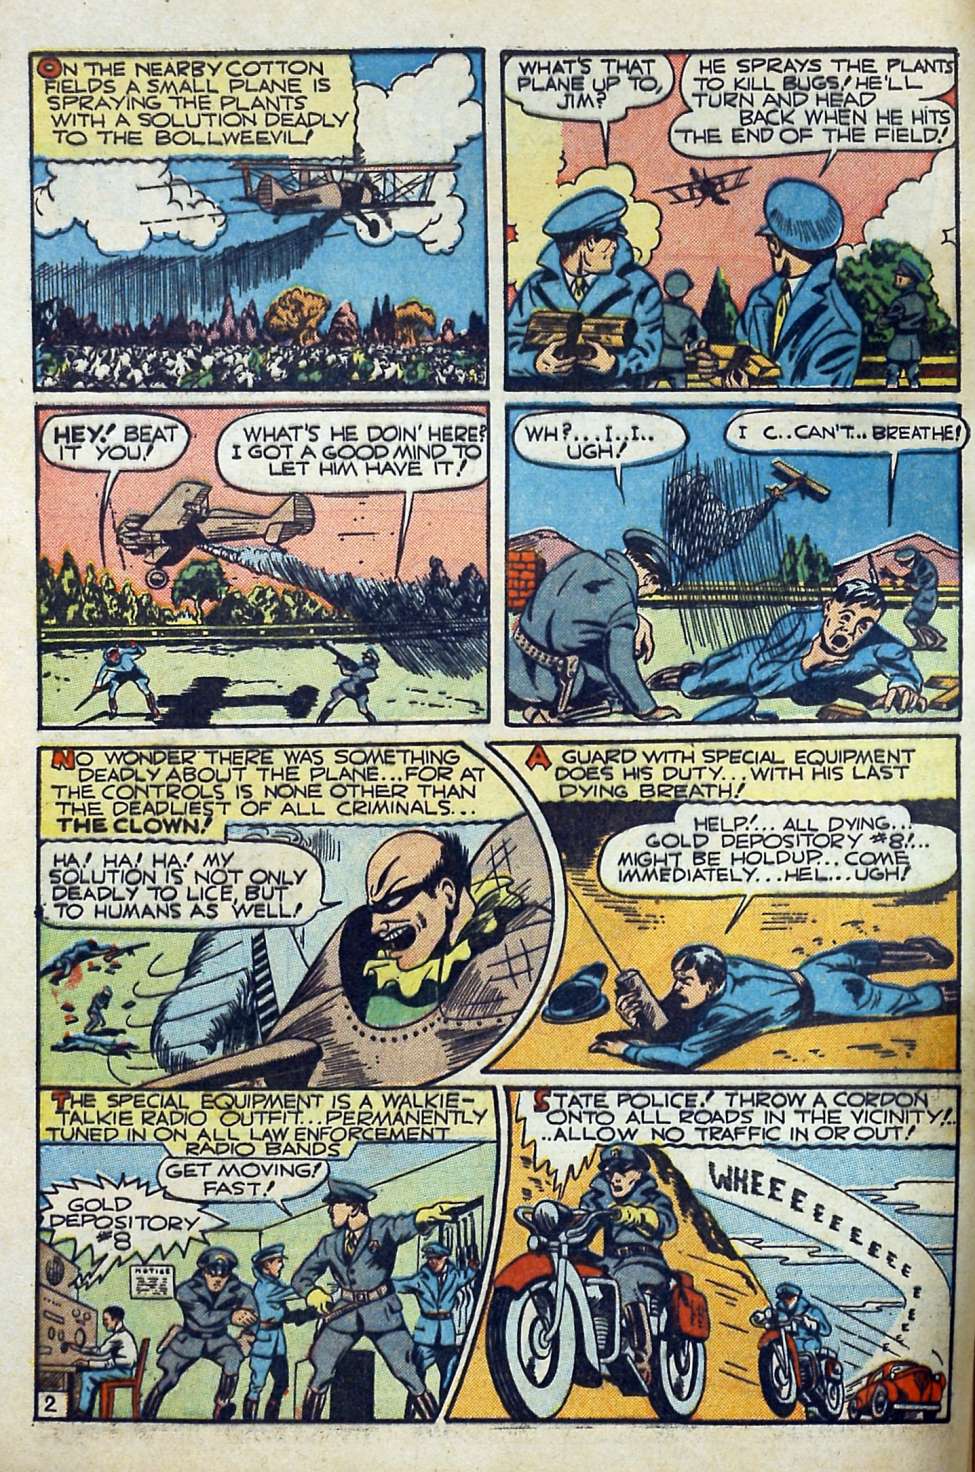 ON THE NEARBY COTTON
FIELDS A SMALL PLANE IS
SPRAYING THE PLANTS
WITH A SOLUTION DEADLY
TO THE BOLLWEEVIL!
WHAT'S THAT
PLANE UP TO,
JIM?
HE SPRAYS THE PLANTS
TO KILL BUGS! HE'LL
TURN AND HEAD
BACK WHEN HE HITS
THE END OF THE FIELD!
HEY! BEAT
IT YOU!
WHAT'S HE DOIN' HERE?
I GOT A GOOD MIND TO
LET HIM HAVE IT!
WH?...I..I..
UGH!
I C..CAN'T...BREATHE!
NO WONDER THERE WAS SOMETHING
DEADLY ABOUT THE PLANE...FOR AT
THE CONTROLS IS NONE OTHER THAN
THE DEADLIEST OF ALL CRIMINALS...
THE CLOWN!
HA! HA! HA! MY
SOLUTION IS NOT ONLY
DEADLY TO LICE, BUT
TO HUMANS AS WELL!
A GUARD WITH SPECIAL EQUIPMENT
DOES HIS DUTY...WITH HIS LAST
DYING BREATH!
HELP!... ALL DYING...
GOLD DEPOSITORY #8!...
MIGHT BE HOLDUP... COME
IMMEDIATELY...HEL...UGH!
THE SPECIAL EQUIPMENT IS A WALKIE-
TALKIE RADIO OUTFIT...PERMANENTLY
TUNED IN ON ALL LAW ENFORCEMENT
RADIO BANDS
GET MOVING!
FAST!
GOLD
DEPOSITORY
#8
NOTICE
2
STATE POLICE! THROW A CORDON
ONTO ALL ROADS IN THE VICINITY!..
..ALLOW NO TRAFFIC IN OR OUT!
WHEEEEEEEEEEEEE